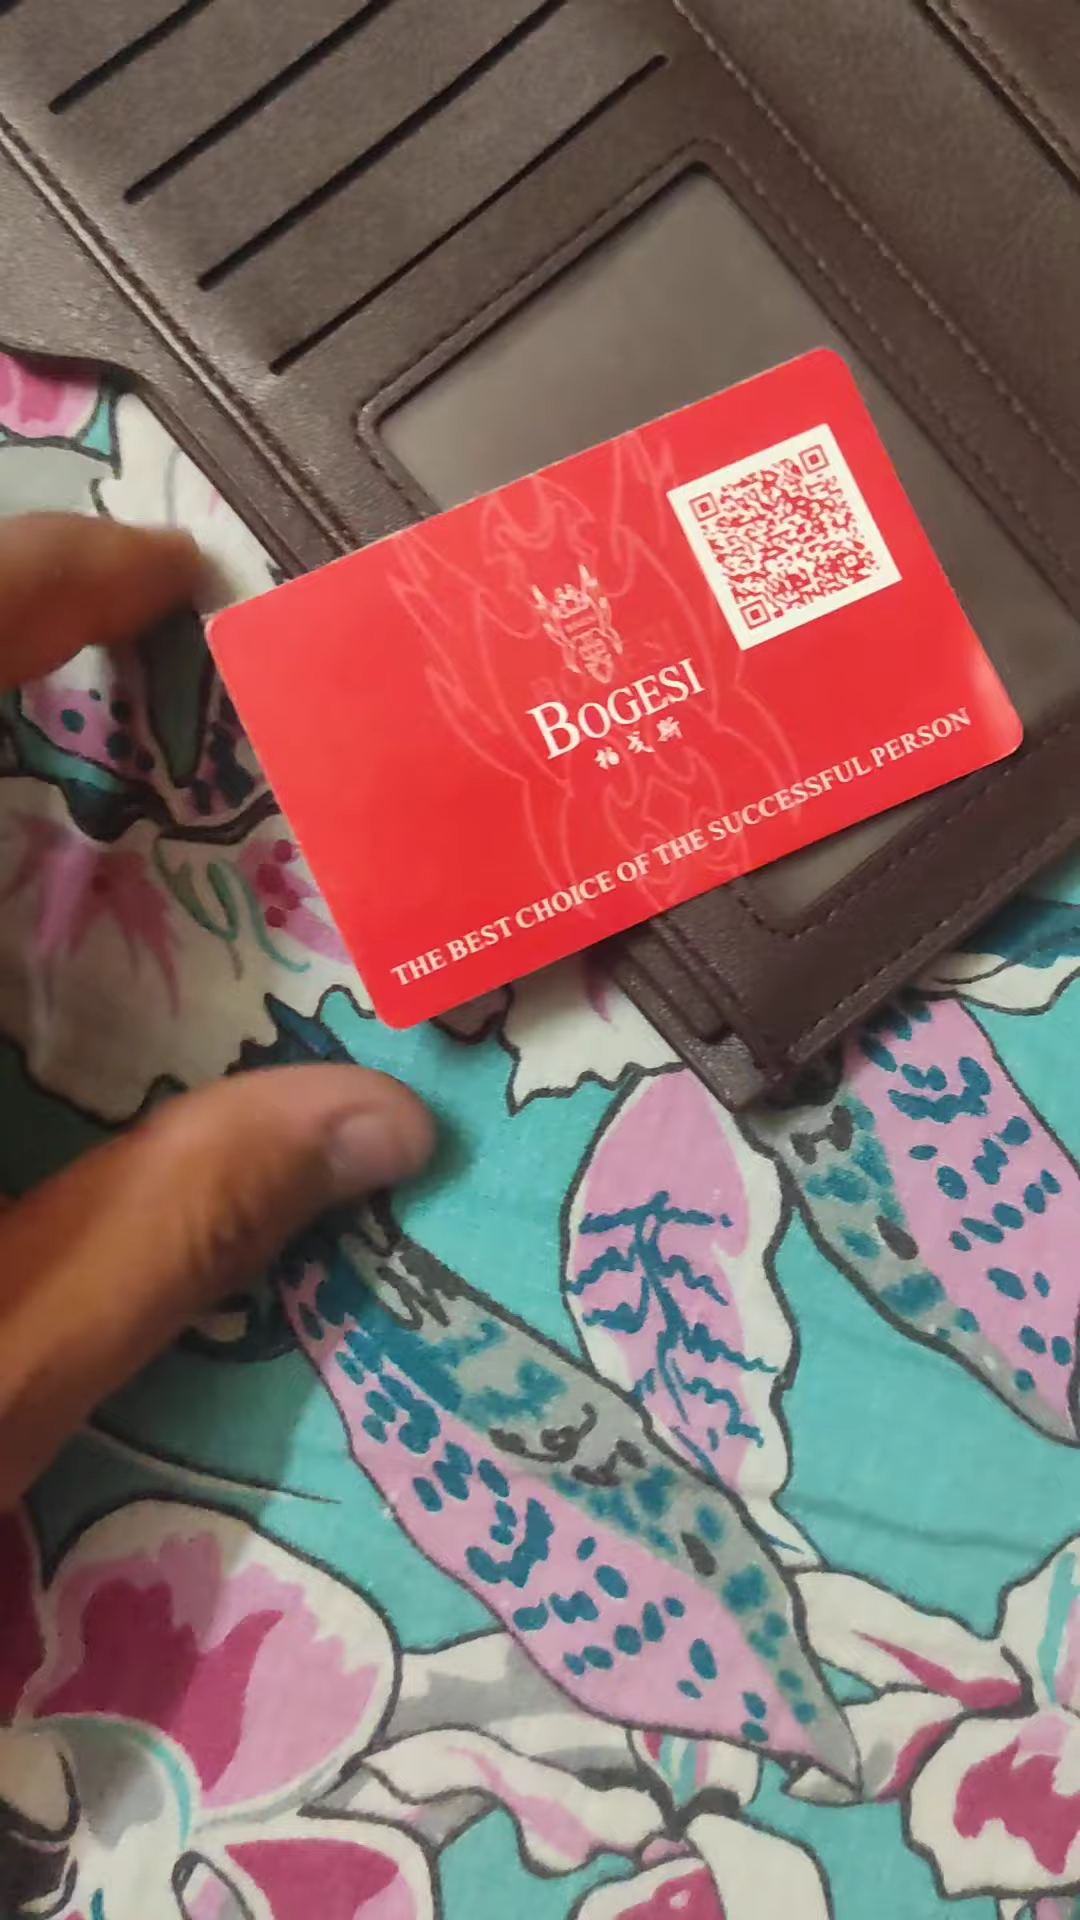 BOGESI
柏戈斯
THE BEST CHOICE OF THE SUCCESSFUL PERSON